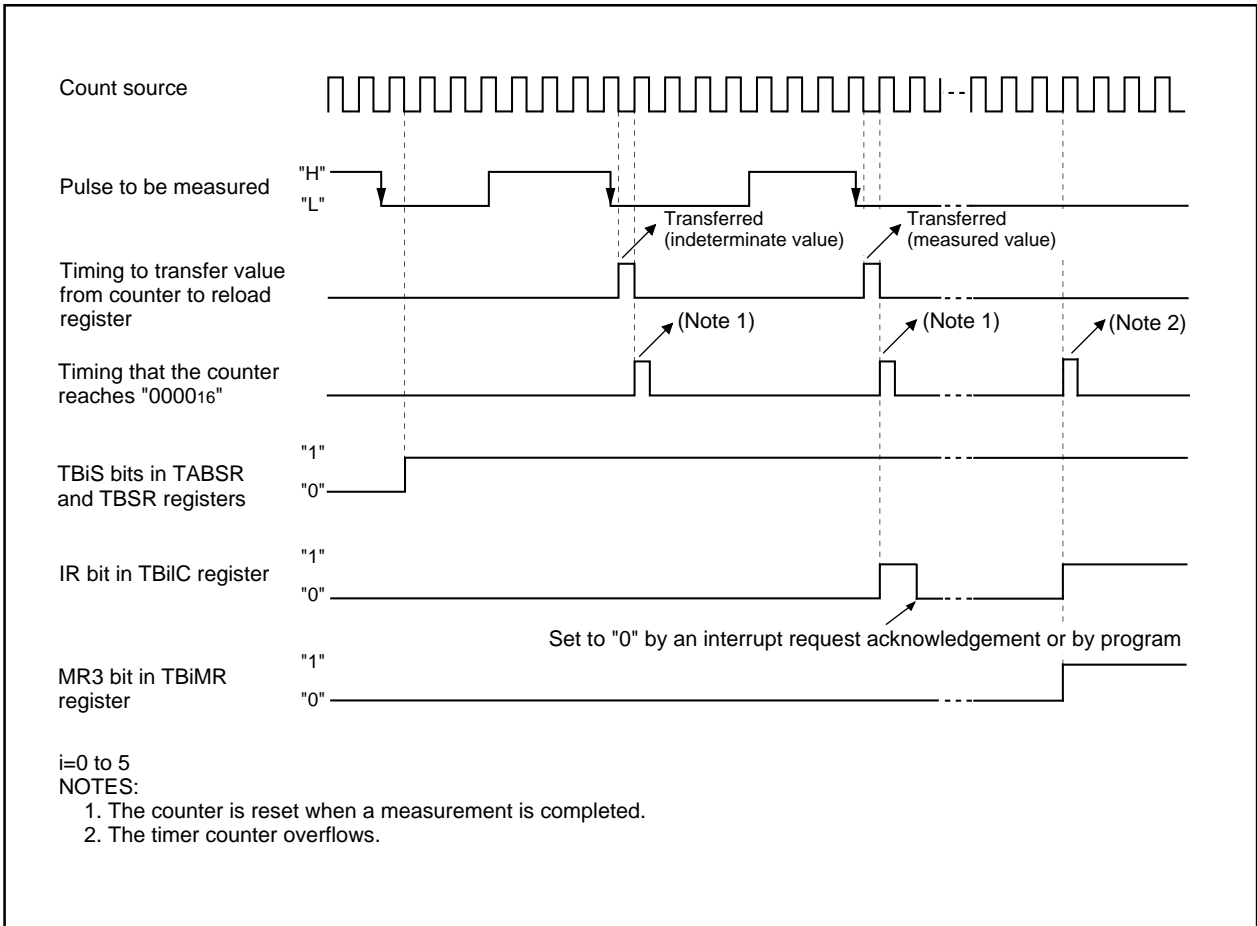 Count source
Pulse to be measured
"H"
"L"
Transferred
(indeterminate value)
Transferred
(measured value)
Timing to transfer value
from counter to reload
register
(Note 1)
(Note 1)
(Note 2)
Timing that the counter
reaches "000016"
"1"
TBiS bits in TABSR
and TBSR registers
"0"
"1"
IR bit in TBiIC register
"0"
Set to "0" by an interrupt request acknowledgement or by program
"1"
MR3 bit in TBiMR
register
"0"
i=0 to 5
NOTES:
1. The counter is reset when a measurement is completed.
2. The timer counter overflows.